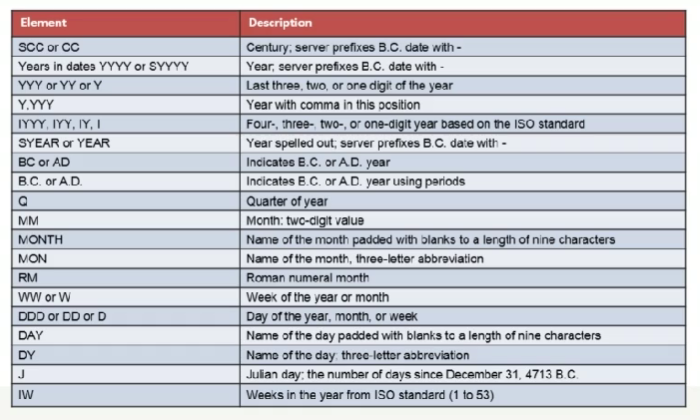 Element Description
SCC or CC Century; server prefixes B.C. date with -
Years in dates YYYY or SYYYY Year; server prefixes B.C. date with -
YYY or YY or Y Last three, two, or one digit of the year
Y,YYY Year with comma in this position
IYYY, IYY, IY, I Four-, three-, two-, or one-digit year based on the ISO standard
SYEAR or YEAR Year spelled out; server prefixes B.C. date with -
BC or AD Indicates B.C. or A.D. year
B.C. or A.D. Indicates B.C. or A.D. year using periods
Q Quarter of year
MM Month: two-digit value
MONTH Name of the month padded with blanks to a length of nine characters
MON Name of the month, three-letter abbreviation
RM Roman numeral month
WW or W Week of the year or month
DDD or DD or D Day of the year, month, or week
DAY Name of the day padded with blanks to a length of nine characters
DY Name of the day; three-letter abbreviation
J Julian day; the number of days since December 31, 4713 B.C.
IW Weeks in the year from ISO standard (1 to 53)